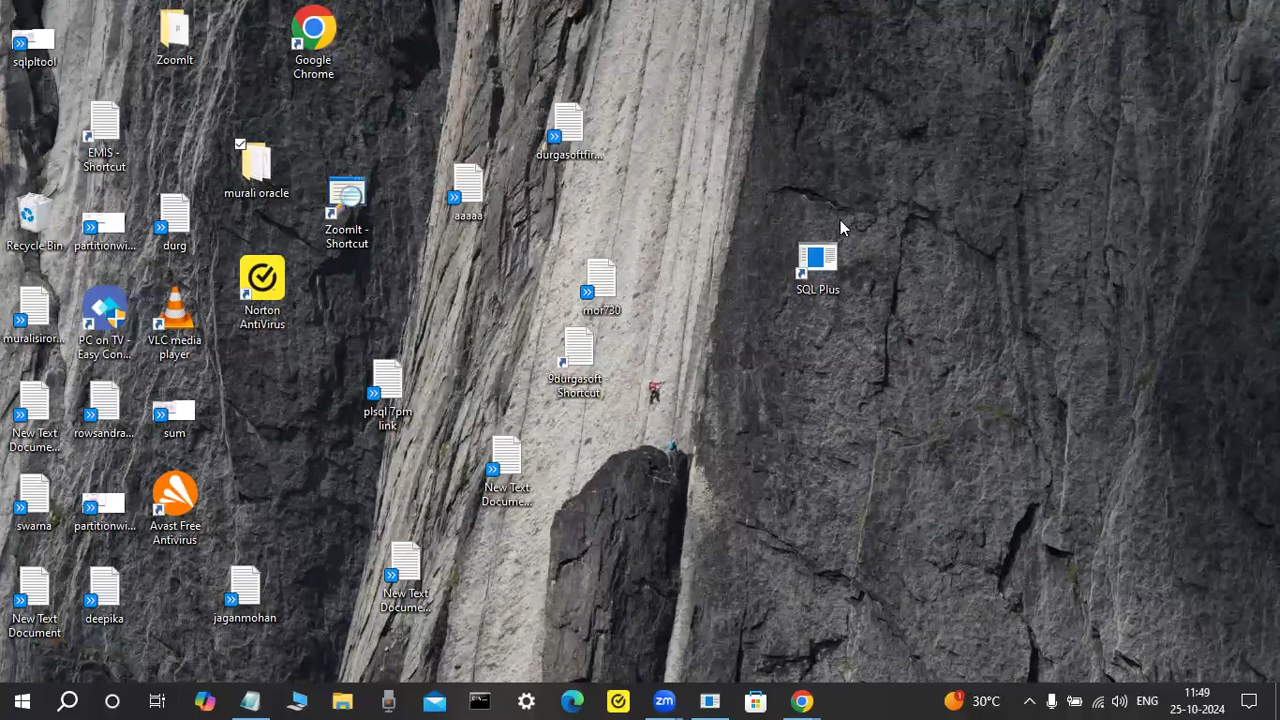 sqlpltool
ZoomIt
Google
Chrome
EMIS -
Shortcut
murali oracle
ZoomIt -
Shortcut
aaaaa
durgasoftfir...
Recycle Bin
partitionwi...
durg
SQL Plus
mor730
Norton
AntiVirus
muralisiror...
PC on TV -
Easy Con...
VLC media
player
9durgasoft -
Shortcut
plsql 7pm
link
New Text
Docume...
rowsandra...
sum
New Text
Docume...
swarna
partitionwi...
Avast Free
Antivirus
New Text
Docume...
New Text
Document
deepika
jaganmohan
zm
1
30°C
ENG
11:49
25-10-2024